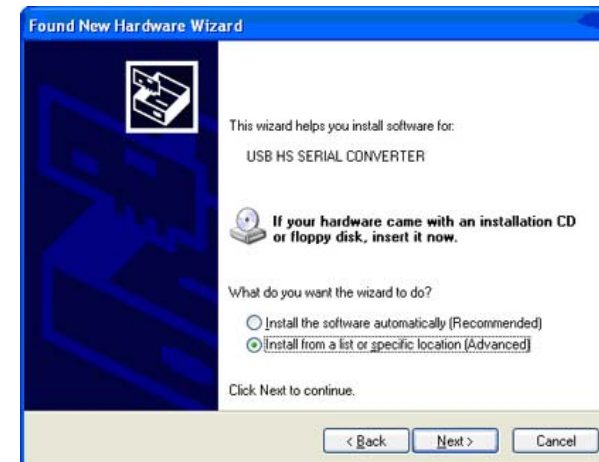 Found New Hardware Wizard
This wizard helps you install software for:
USB HS SERIAL CONVERTER
If your hardware came with an installation CD
or floppy disk, insert it now.
What do you want the wizard to do?
Install the software automatically (Recommended)
Install from a list or specific location (Advanced)
Click Next to continue.
< Back Next > Cancel